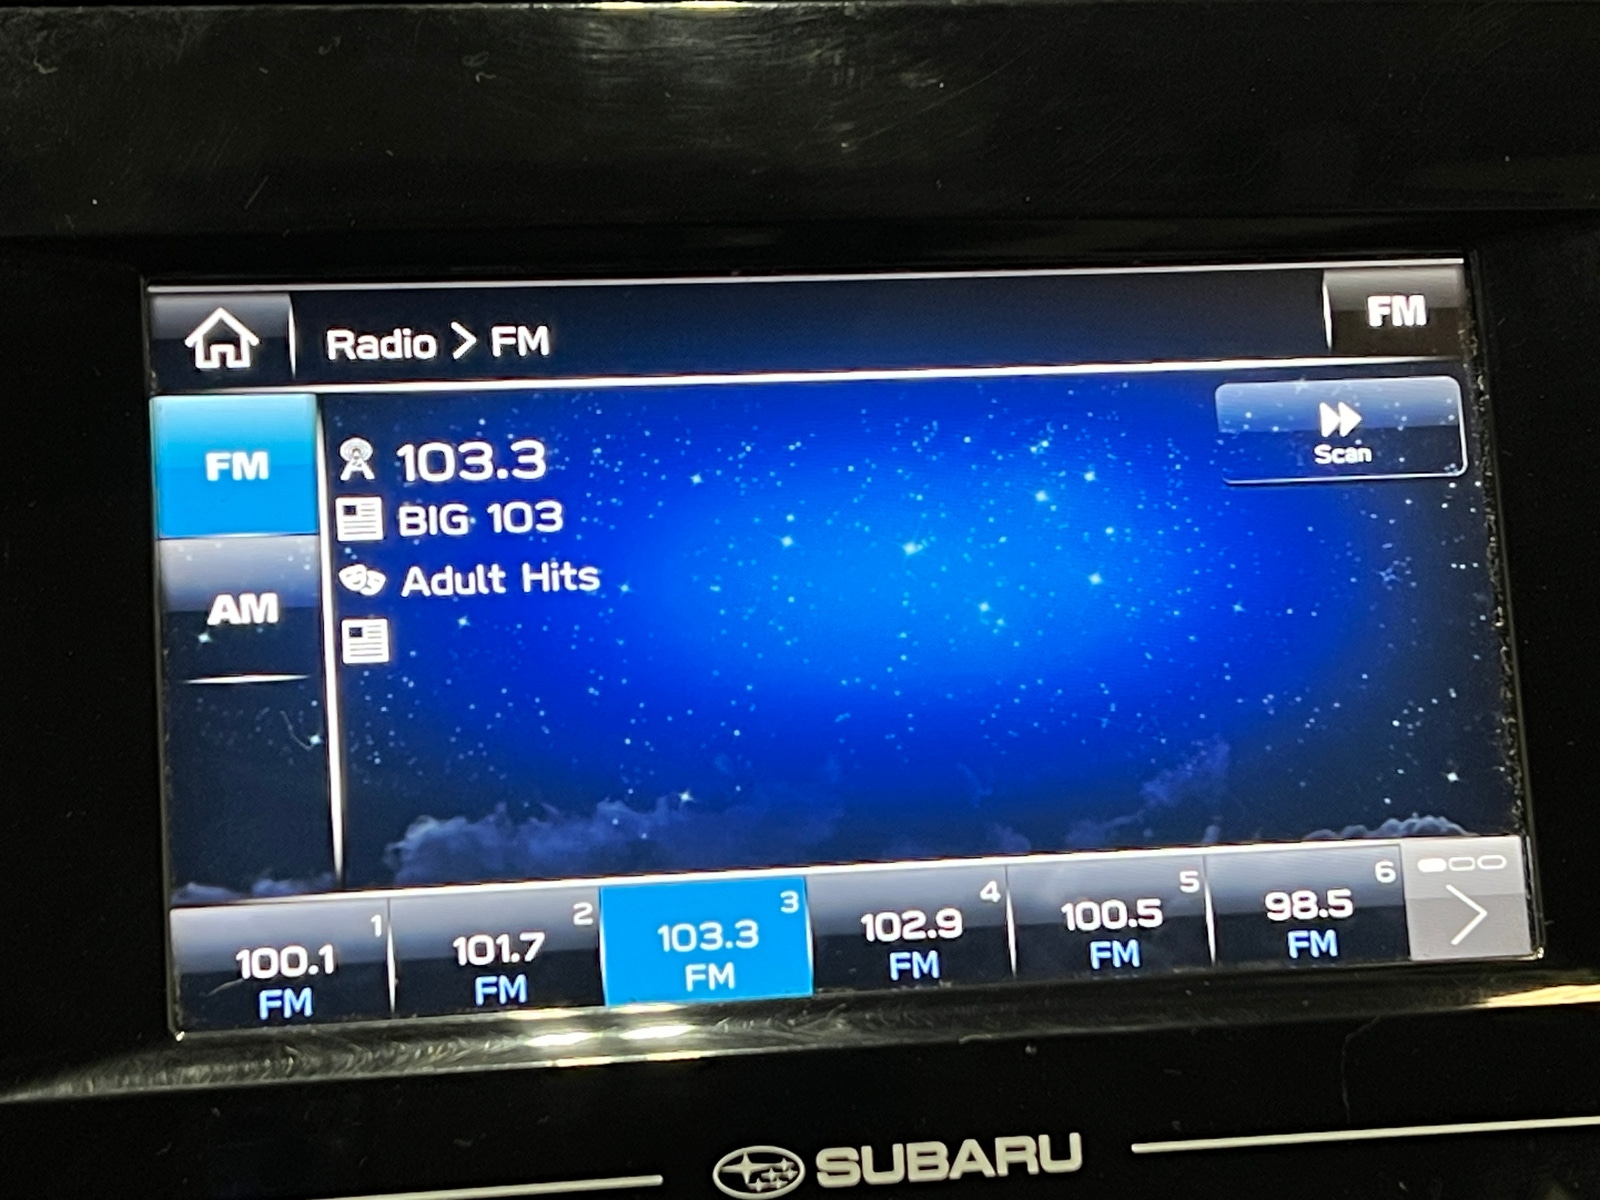 Radio > FM
FM
Scan
FM
AM
103.3
BIG 103
Adult Hits
1
100.1
FM
2
101.7
FM
3
103.3
FM
4
102.9
FM
5
100.5
FM
6
98.5
FM
SUBARU